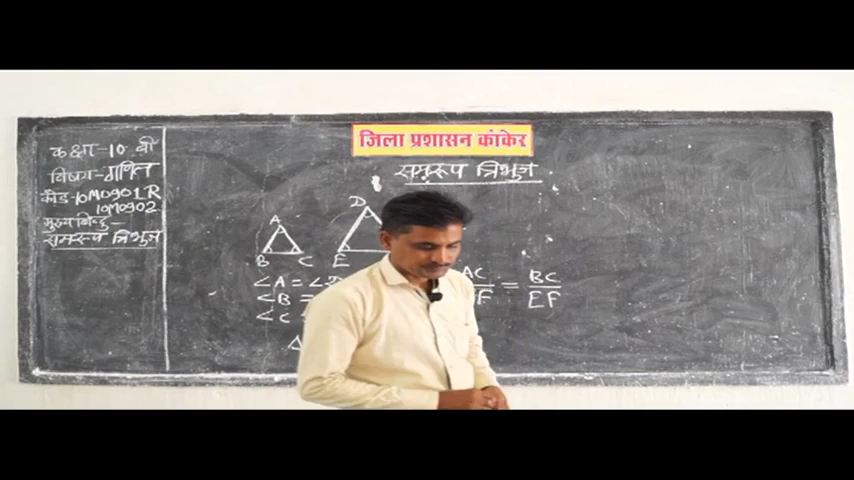 जिला प्रशासन कांकेर
कक्षा-10 वी
विषय-गणित
कोड-10M0901R
10M0902
मुख्य बिन्दु-
समरूप त्रिभुज
समरूप त्रिभुज
A
B C
D
E
∠A = ∠D
∠B =
∠C
AC = BC
F EF